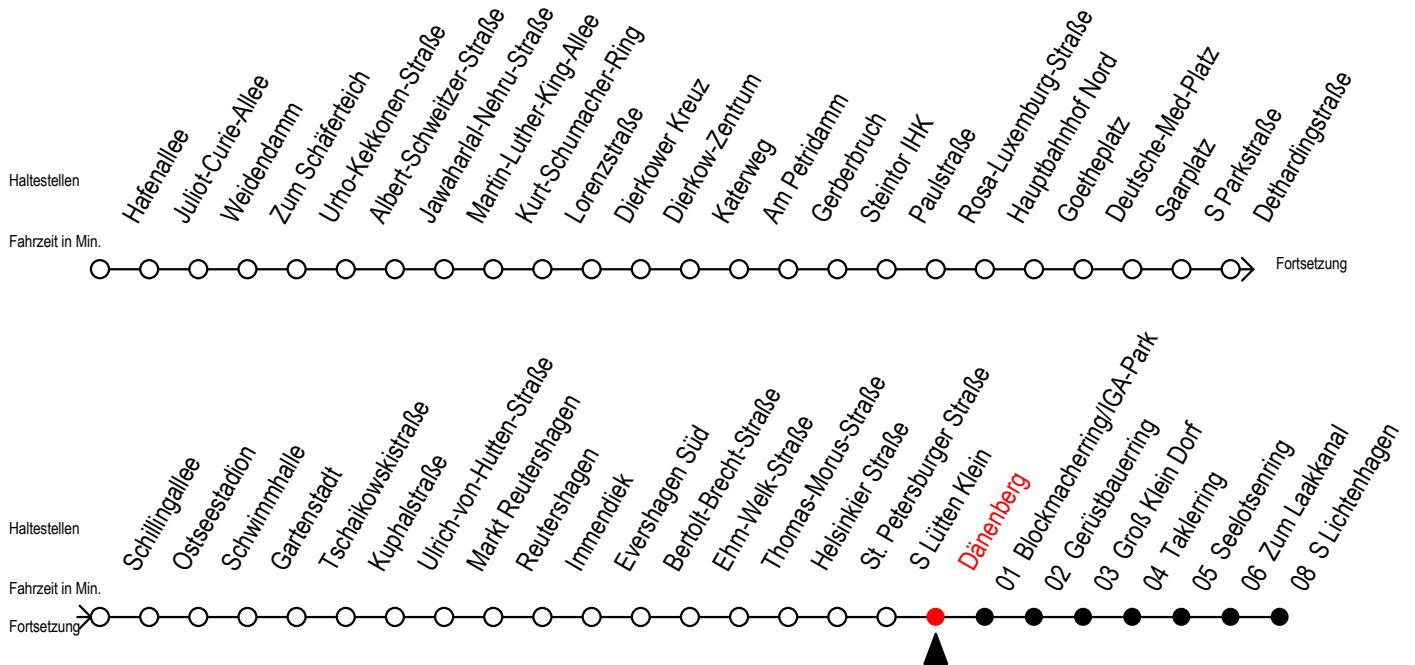 Haltestellen
Hafenallee
Juliot-Curie-Allee
Weidendamm
Zum Schäferteich
Urho-Kekkonen-Straße
Albert-Schweitzer-Straße
Jawaharlal-Nehru-Straße
Martin-Luther-King-Allee
Kurt-Schumacher-Ring
Lorenzstraße
Dierkower Kreuz
Dierkow-Zentrum
Katerweg
Am Petridamm
Gerberbruch
Steintor IHK
Paulstraße
Rosa-Luxemburg-Straße
Hauptbahnhof Nord
Goetheplatz
Deutsche-Med-Platz
Saarplatz
S Parkstraße
Dethardingstraße
Fahrzeit in Min.
Fortsetzung
Haltestellen
Schillingallee
Ostseestadion
Schwimmhalle
Gartenstadt
Tschaikowskistraße
Kuphalstraße
Ulrich-von-Hutten-Straße
Markt Reutershagen
Reutershagen
Immendiek
Evershagen Süd
Bertolt-Brecht-Straße
Ehm-Welk-Straße
Thomas-Morus-Straße
Helsinkier Straße
St. Petersburger Straße
S Lütten Klein
Dänenberg
01 Blockmacherring/IGA-Park
02 Gerüstbauerring
03 Groß Klein Dorf
04 Taklerring
05 Seelotsenring
06 Zum Laakkanal
08 S Lichtenhagen
Fahrzeit in Min.
Fortsetzung